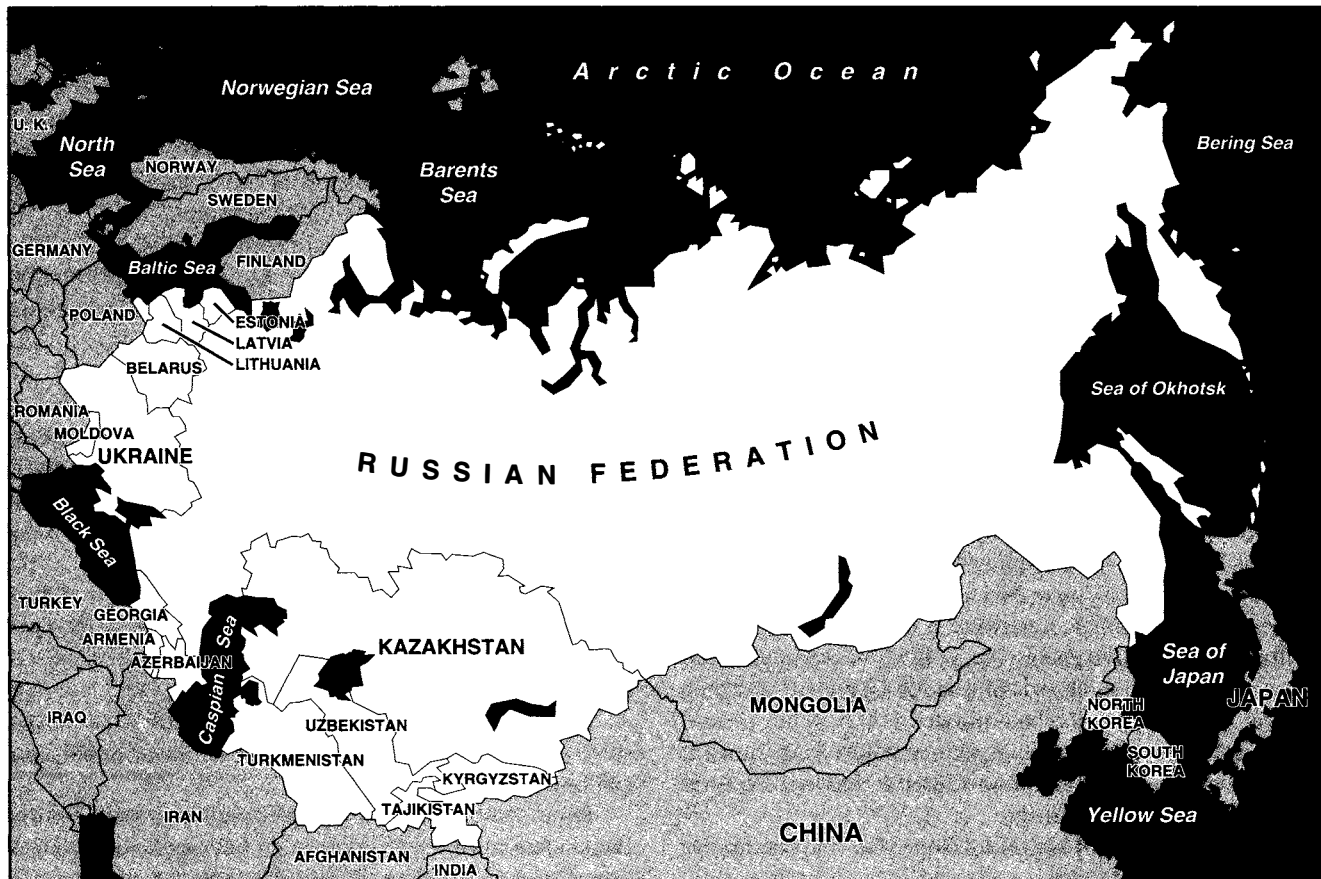 Arctic Ocean
Norwegian Sea
U. K.
North
Sea
Barents
Sea
Bering Sea
NORWAY
SWEDEN
GERMANY
Baltic Sea
FINLAND
POLAND
ESTONIA
LATVIA
LITHUANIA
BELARUS
Sea of Okhotsk
ROMANIA
MOLDOVA
UKRAINE
RUSSIAN FEDERATION
Black Sea
TURKEY
GEORGIA
ARMENIA
AZERBAIJAN
Caspian Sea
KAZAKHSTAN
Sea of
Japan
IRAQ
UZBEKISTAN
MONGOLIA
NORTH
KOREA
JAPAN
TURKMENISTAN
SOUTH
KOREA
KYRGYZSTAN
TAJIKISTAN
IRAN
CHINA
Yellow Sea
AFGHANISTAN
INDIA